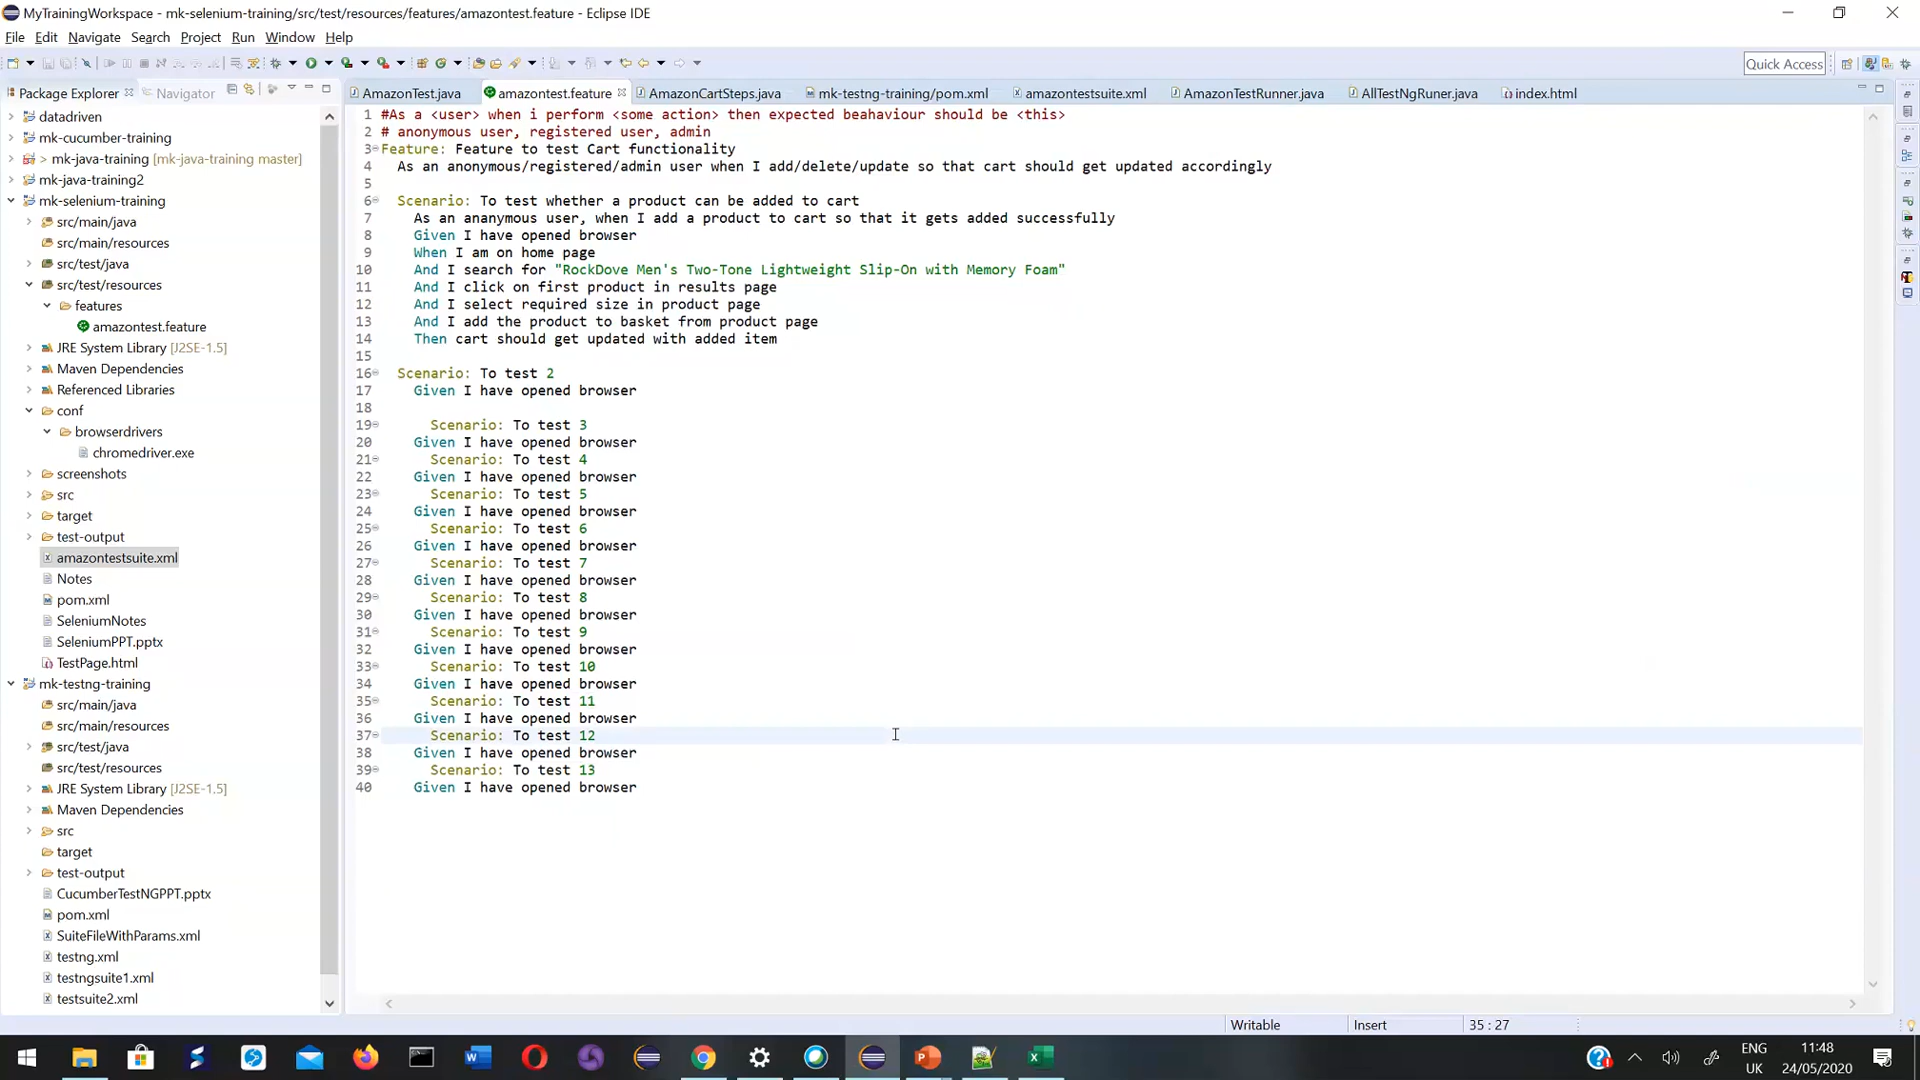 MyTrainingWorkspace - mk-selenium-training/src/test/resources/features/amazontest.feature - Eclipse IDE
File Edit Navigate Search Project Run Window Help
Quick Access
Package Explorer Navigator
AmazonTest.java amazontest.feature AmazonCartSteps.java mk-testng-training/pom.xml amazontestsuite.xml AmazonTestRunner.java AllTestNgRuner.java index.html
datadriven
mk-cucumber-training
> mk-java-training [mk-java-training master]
mk-java-training2
mk-selenium-training
src/main/java
src/main/resources
src/test/java
src/test/resources
features
amazontest.feature
JRE System Library [J2SE-1.5]
Maven Dependencies
Referenced Libraries
conf
browserdrivers
chromedriver.exe
screenshots
src
target
test-output
amazontestsuite.xml
Notes
pom.xml
SeleniumNotes
SeleniumPPT.pptx
TestPage.html
mk-testng-training
src/main/java
src/main/resources
src/test/java
src/test/resources
JRE System Library [J2SE-1.5]
Maven Dependencies
src
target
test-output
CucumberTestNGPPT.pptx
pom.xml
SuiteFileWithParams.xml
testng.xml
testngsuite1.xml
testsuite2.xml
1 #As a <user> when i perform <some action> then expected beahaviour should be <this>
2 # anonymous user, registered user, admin
3 Feature: Feature to test Cart functionality
4 As an anonymous/registered/admin user when I add/delete/update so that cart should get updated accordingly
5
6 Scenario: To test whether a product can be added to cart
7 As an ananymous user, when I add a product to cart so that it gets added successfully
8 Given I have opened browser
9 When I am on home page
10 And I search for "RockDove Men's Two-Tone Lightweight Slip-On with Memory Foam"
11 And I click on first product in results page
12 And I select required size in product page
13 And I add the product to basket from product page
14 Then cart should get updated with added item
15
16 Scenario: To test 2
17 Given I have opened browser
18
19 Scenario: To test 3
20 Given I have opened browser
21 Scenario: To test 4
22 Given I have opened browser
23 Scenario: To test 5
24 Given I have opened browser
25 Scenario: To test 6
26 Given I have opened browser
27 Scenario: To test 7
28 Given I have opened browser
29 Scenario: To test 8
30 Given I have opened browser
31 Scenario: To test 9
32 Given I have opened browser
33 Scenario: To test 10
34 Given I have opened browser
35 Scenario: To test 11
36 Given I have opened browser
37 Scenario: To test 12
38 Given I have opened browser
39 Scenario: To test 13
40 Given I have opened browser
Writable Insert 35 : 27
ENG 11:48
UK 24/05/2020